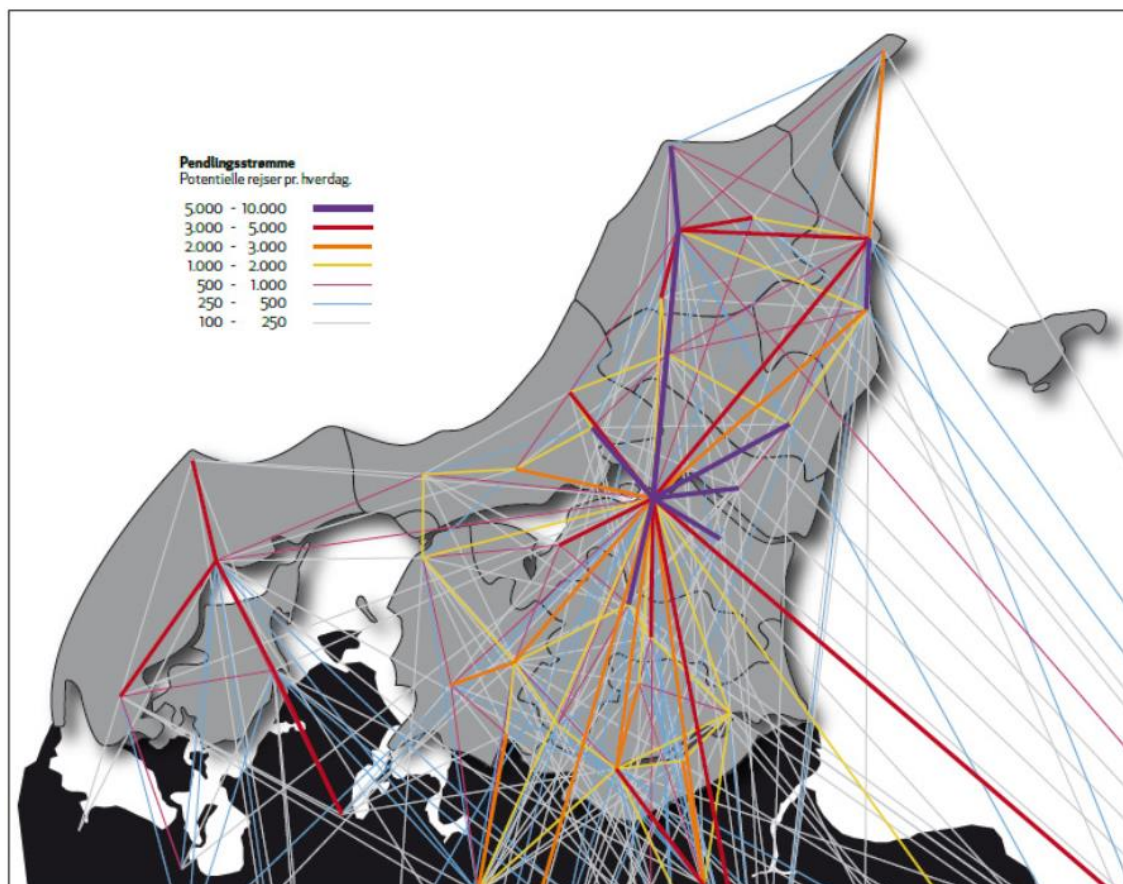 Pendlingsstrømme
Potentielle rejser pr. hverdag.
5.000 - 10.000
3.000 - 5.000
2.000 - 3.000
1.000 - 2.000
500 - 1.000
250 - 500
100 - 250